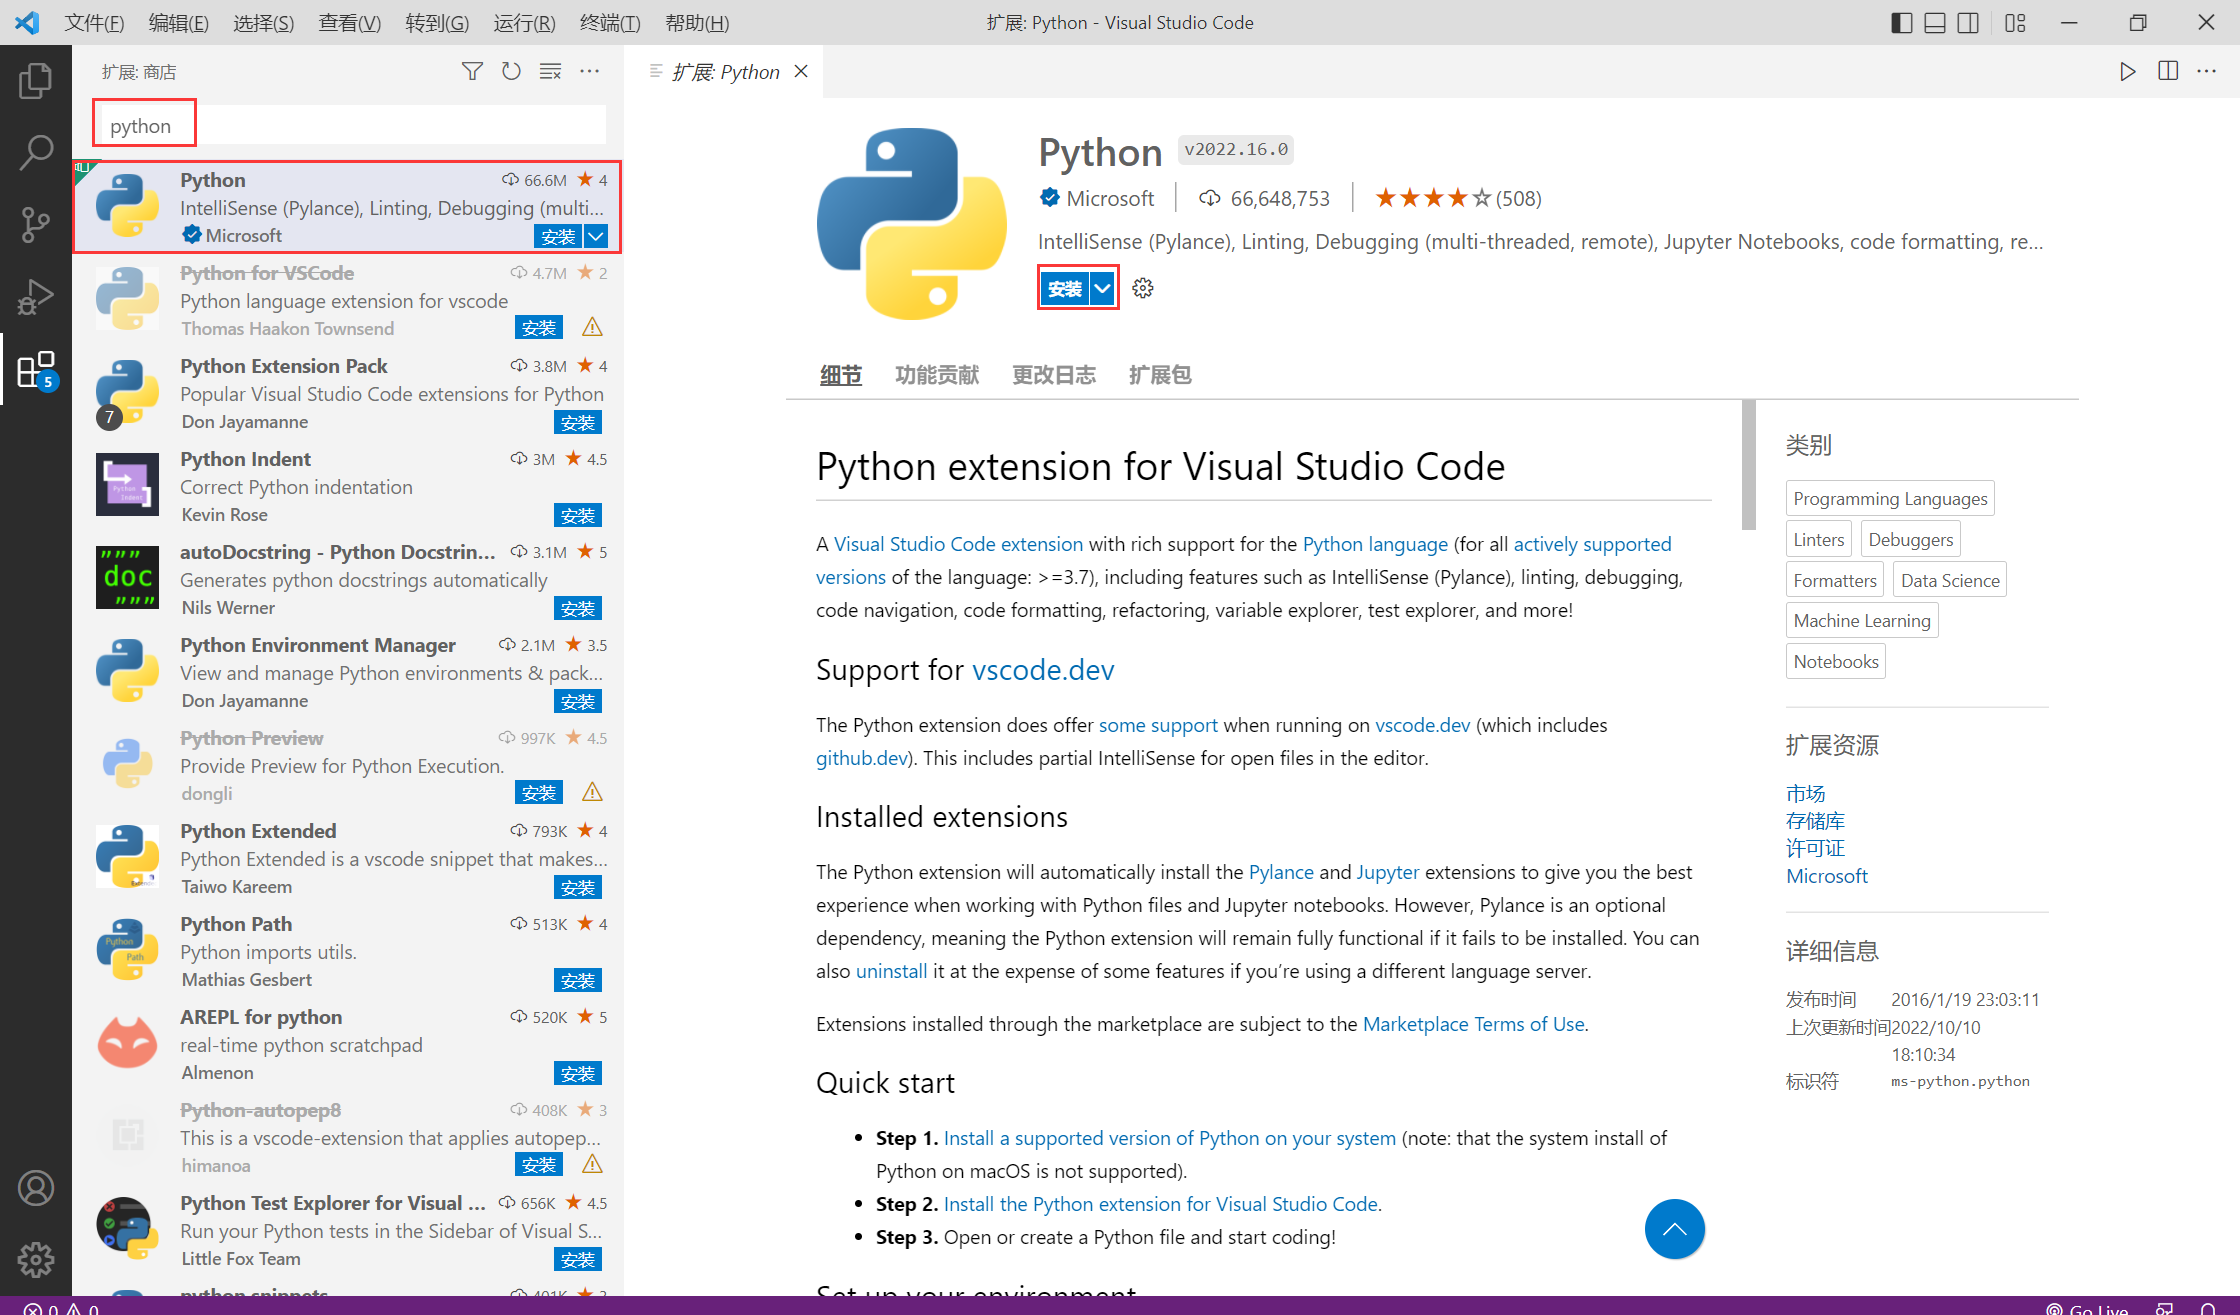 文件(F) 编辑(E) 选择(S) 查看(V) 转到(G) 运行(R) 终端(T) 帮助(H)
扩展: Python - Visual Studio Code
扩展: 商店
python
Python 66.6M 4
IntelliSense (Pylance), Linting, Debugging (multi...
Microsoft 安装
Python for VSCode 4.7M 2
Python language extension for vscode
Thomas Haakon Townsend 安装
Python Extension Pack 3.8M 4
Popular Visual Studio Code extensions for Python
7
Don Jayamanne 安装
Python Indent 3M 4.5
Correct Python indentation
Kevin Rose 安装
autoDocstring - Python Docstrin... 3.1M 5
Generates python docstrings automatically
""" doc """
Nils Werner 安装
Python Environment Manager 2.1M 3.5
View and manage Python environments & pack...
Don Jayamanne 安装
Python Preview 997K 4.5
Provide Preview for Python Execution.
dongli 安装
Python Extended 793K 4
Python Extended is a vscode snippet that makes...
Taiwo Kareem 安装
Python Path 513K 4
Python imports utils.
Mathias Gesbert 安装
AREPL for python 520K 5
real-time python scratchpad
Almenon 安装
Python-autopep8 408K 3
This is a vscode-extension that applies autopep...
himanoa 安装
Python Test Explorer for Visual ... 656K 4.5
Run your Python tests in the Sidebar of Visual S...
Little Fox Team 安装
python snippets 401K 3
5
扩展: Python
Python v2022.16.0
Microsoft 66,648,753 (508)
IntelliSense (Pylance), Linting, Debugging (multi-threaded, remote), Jupyter Notebooks, code formatting, re...
安装
细节 功能贡献 更改日志 扩展包
Python extension for Visual Studio Code
A Visual Studio Code extension with rich support for the Python language (for all actively supported
versions of the language: >=3.7), including features such as IntelliSense (Pylance), linting, debugging,
code navigation, code formatting, refactoring, variable explorer, test explorer, and more!
Support for vscode.dev
The Python extension does offer some support when running on vscode.dev (which includes
github.dev). This includes partial IntelliSense for open files in the editor.
Installed extensions
The Python extension will automatically install the Pylance and Jupyter extensions to give you the best
experience when working with Python files and Jupyter notebooks. However, Pylance is an optional
dependency, meaning the Python extension will remain fully functional if it fails to be installed. You can
also uninstall it at the expense of some features if you’re using a different language server.
Extensions installed through the marketplace are subject to the Marketplace Terms of Use.
Quick start
• Step 1. Install a supported version of Python on your system (note: that the system install of
Python on macOS is not supported).
• Step 2. Install the Python extension for Visual Studio Code.
• Step 3. Open or create a Python file and start coding!
Set up your environment
类别
Programming Languages
Linters Debuggers
Formatters Data Science
Machine Learning
Notebooks
扩展资源
市场
存储库
许可证
Microsoft
详细信息
发布时间 2016/1/19 23:03:11
上次更新时间 2022/10/10
18:10:34
标识符 ms-python.python
0 0
Go Live